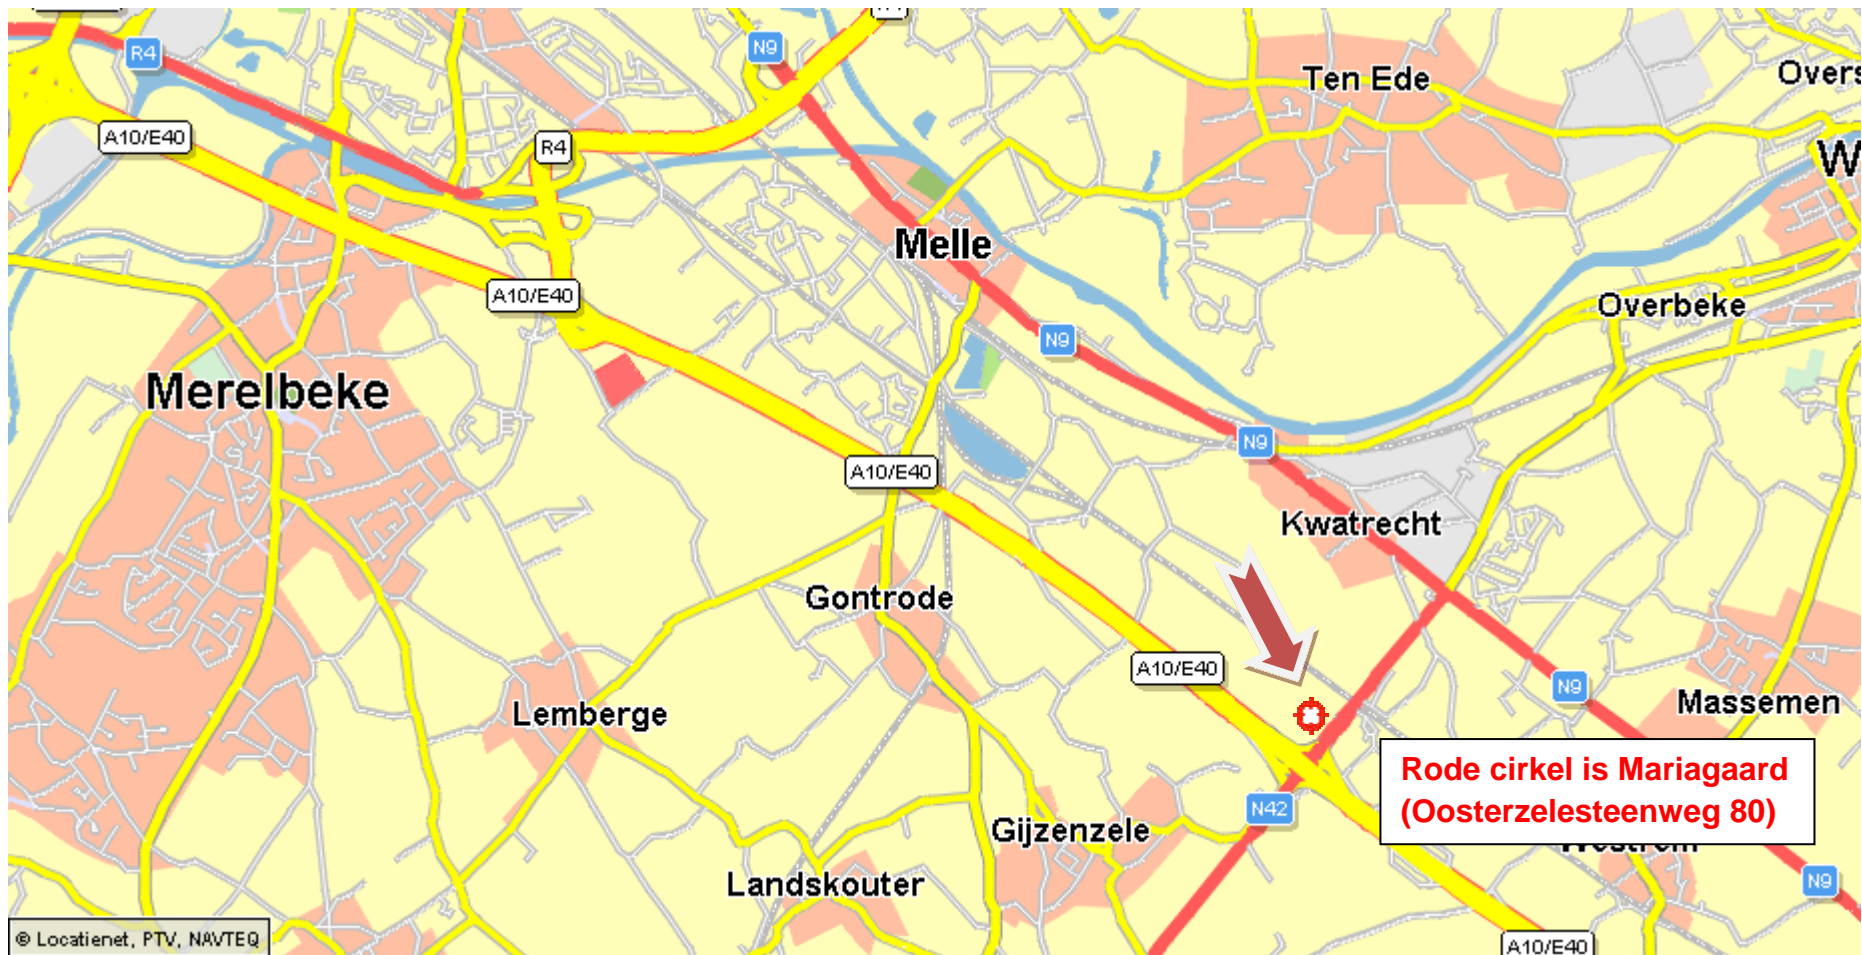 R4
N9
Ten Ede
Overs
A10/E40
R4
W
Melle
A10/E40
Overbeke
N9
Merelbeke
N9
A10/E40
Kwatrecht
Gontrode
A10/E40
N9
Massemen
Lemberge
Rode cirkel is Mariagaard
(Oosterzelesteenweg 80)
N42
Gijzenzele
Landskouter
N9
© Locatienet, PTV, NAVTEQ
A10/E40